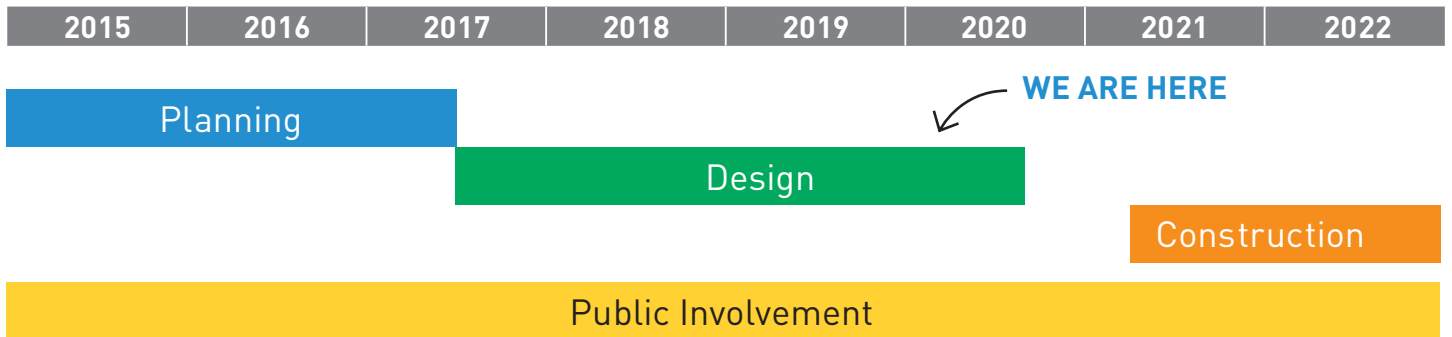 2015 2016 2017 2018 2019 2020 2021 2022
WE ARE HERE
Planning
Design
Construction
Public Involvement